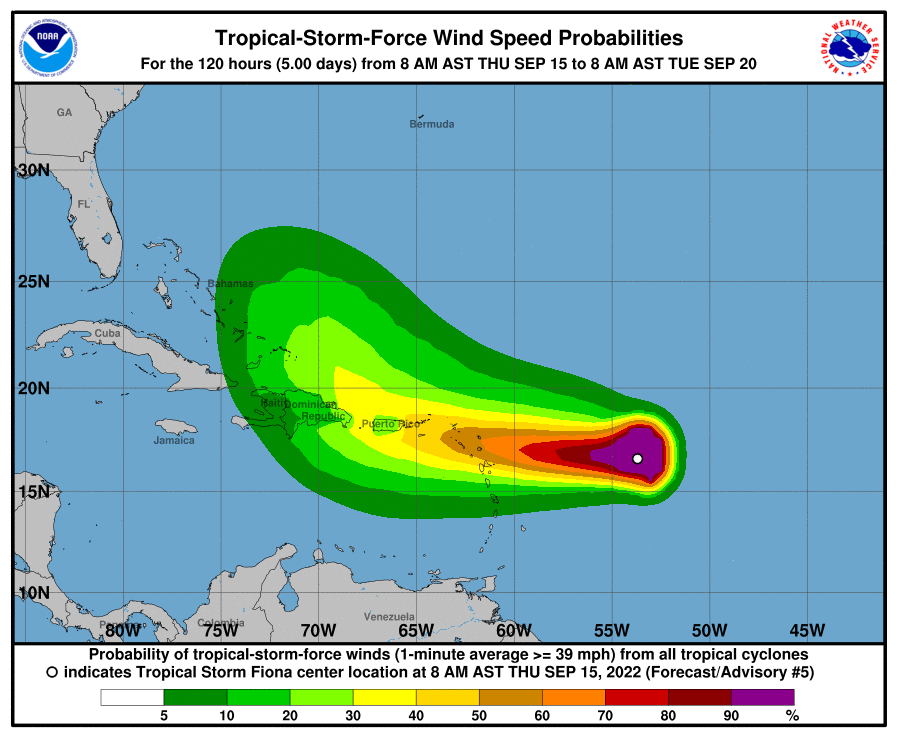 Tropical-Storm-Force Wind Speed Probabilities
For the 120 hours (5.00 days) from 8 AM AST THU SEP 15 to 8 AM AST TUE SEP 20
NOAA
NATIONAL WEATHER SERVICE
GA
Bermuda
30N
FL
25N
Bahamas
Cuba
20N
Haiti
Dominican
Republic
Puerto Rico
Jamaica
15N
10N
Venezuela
Colombia
Panama
80W 75W 70W 65W 60W 55W 50W 45W
Probability of tropical-storm-force winds (1-minute average >= 39 mph) from all tropical cyclones
indicates Tropical Storm Fiona center location at 8 AM AST THU SEP 15, 2022 (Forecast/Advisory #5)
5 10 20 30 40 50 60 70 80 90 %